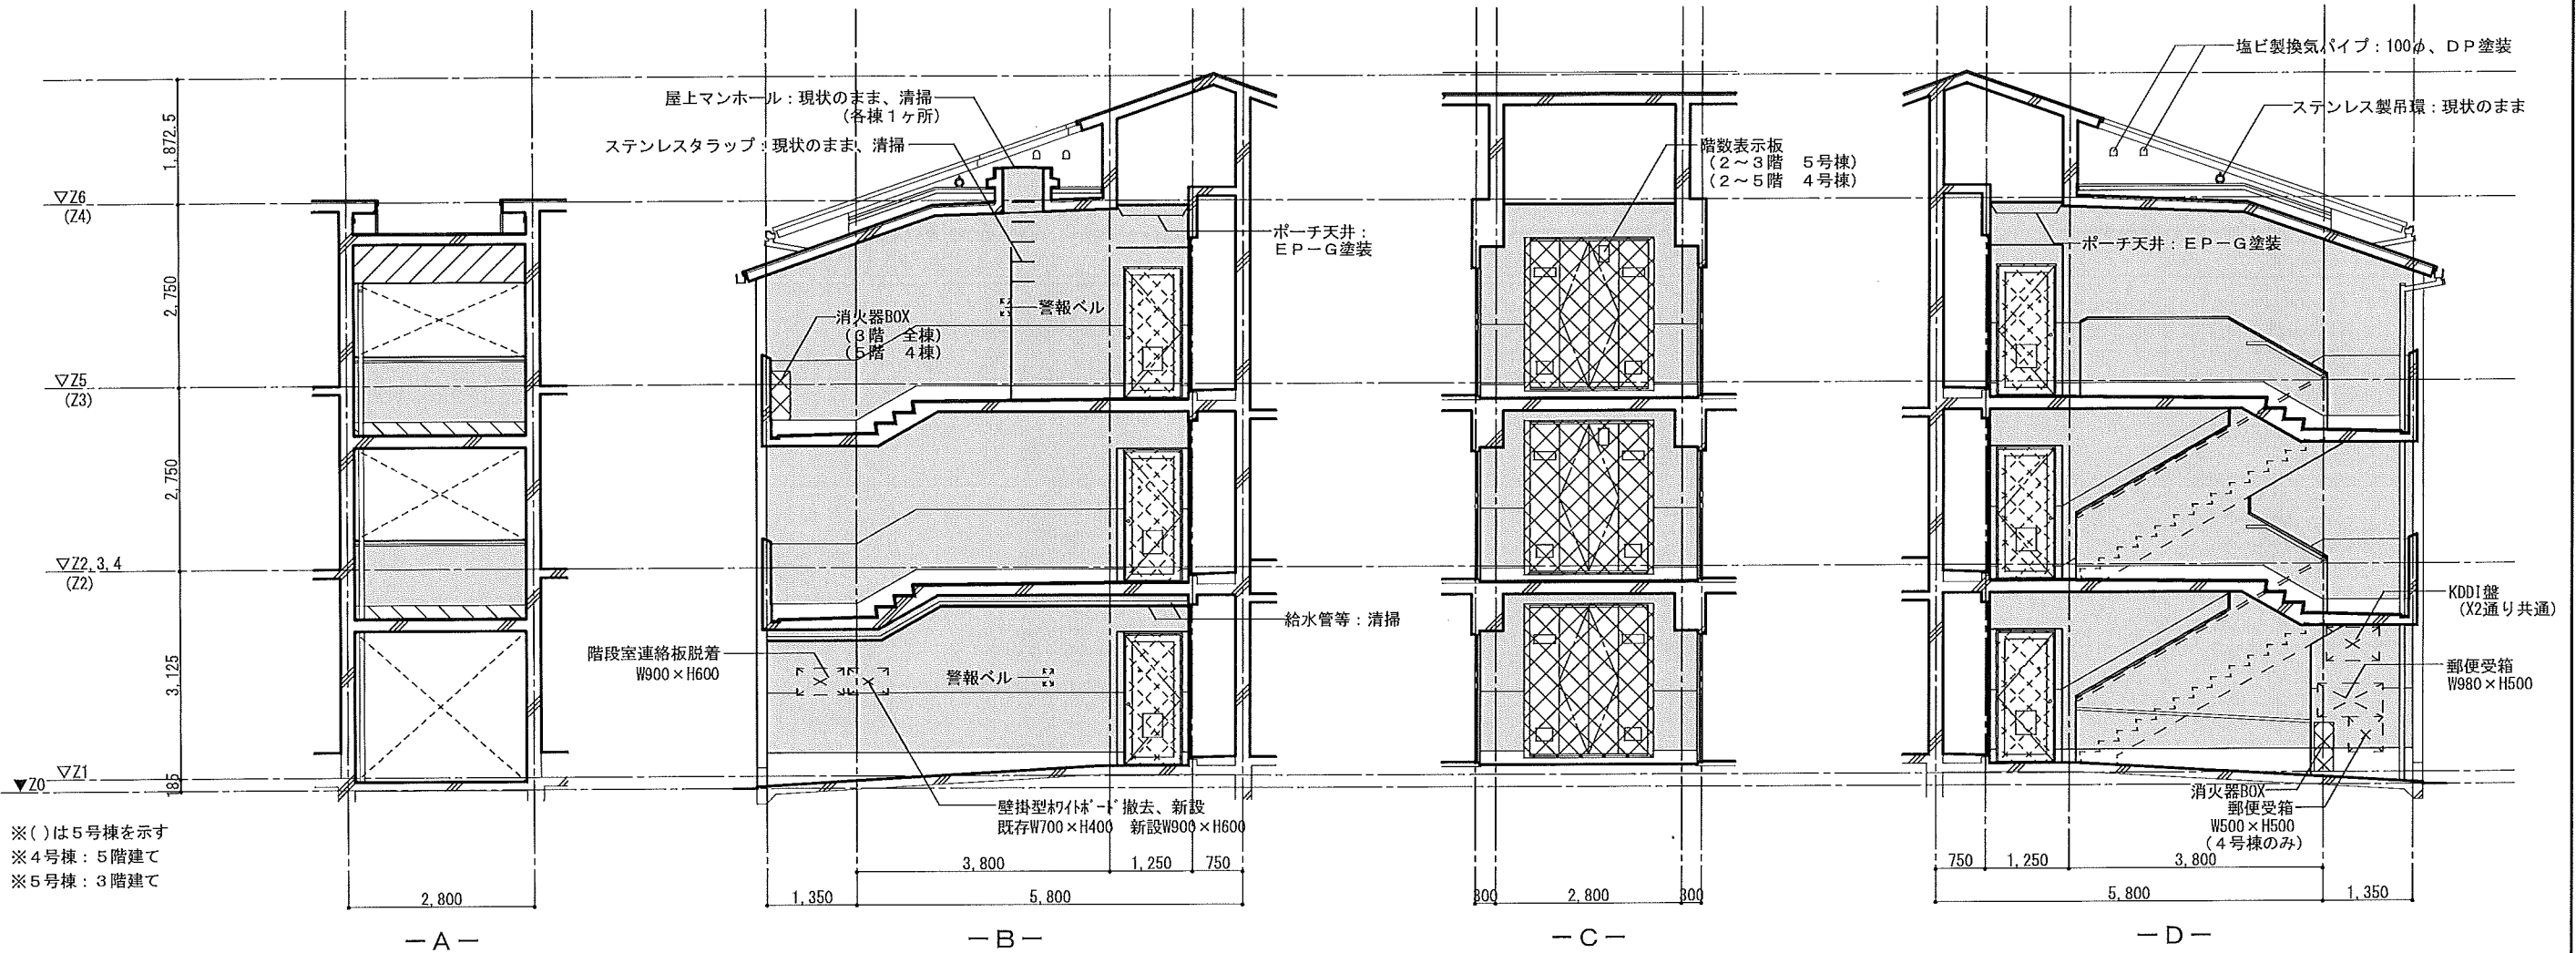 1,872.5
▽Z6
(Z4)
2,750
▽Z5
(Z3)
2,750
▽Z2,3,4
(Z2)
3,125
▽Z1
185
▼Z0
※( )は5号棟を示す
※4号棟：5階建て
※5号棟：3階建て
2,800
－A－
屋上マンホール：現状のまま、清掃
(各棟1ヶ所)
ステンレスタラップ：現状のまま、清掃
ポーチ天井：
EP－G塗装
警報ベル
消火器BOX
(3階 全棟)
(5階 4棟)
給水管等：清掃
階段室連絡板脱着
W900×H600
警報ベル
壁掛型ﾎﾜｲﾄﾎﾞｰﾄﾞ撤去、新設
既存W700×H400 新設W900×H600
3,800
1,250
750
1,350
5,800
－B－
階数表示板
(2～3階 5号棟)
(2～5階 4号棟)
300
2,800
300
－C－
塩ビ製換気パイプ：100φ、DP塗装
ステンレス製吊環：現状のまま
ポーチ天井：EP－G塗装
KDDI盤
(X2通り共通)
郵便受箱
W980×H500
消火器BOX
郵便受箱
W500×H500
(4号棟のみ)
750
1,250
3,800
5,800
1,350
－D－